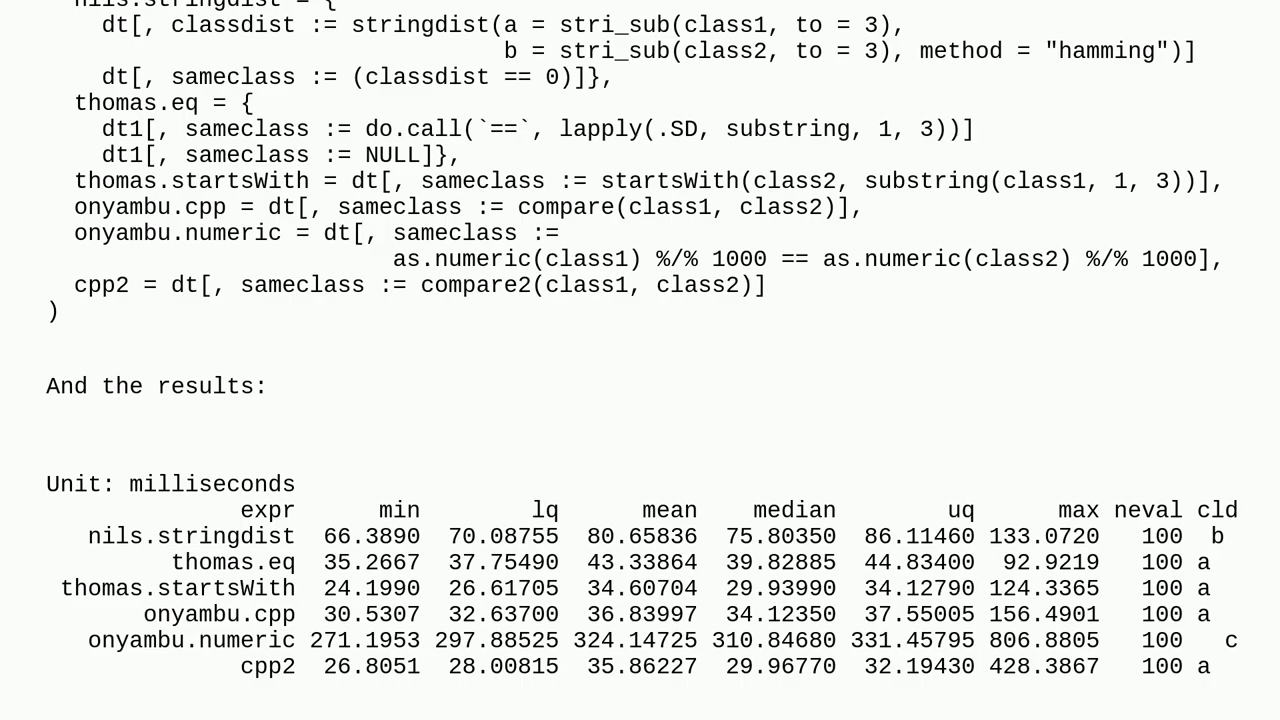 nils.stringdist = {
    dt[, classdist := stringdist(a = stri_sub(class1, to = 3),
                                 b = stri_sub(class2, to = 3), method = "hamming")]
    dt[, sameclass := (classdist == 0)]},
  thomas.eq = {
    dt1[, sameclass := do.call(`==`, lapply(.SD, substring, 1, 3))]
    dt1[, sameclass := NULL]},
  thomas.startsWith = dt[, sameclass := startsWith(class2, substring(class1, 1, 3))],
  onyambu.cpp = dt[, sameclass := compare(class1, class2)],
  onyambu.numeric = dt[, sameclass :=
                         as.numeric(class1) %/% 1000 == as.numeric(class2) %/% 1000],
  cpp2 = dt[, sameclass := compare2(class1, class2)]
)
And the results:
Unit: milliseconds
              expr      min        lq      mean    median        uq      max neval cld
   nils.stringdist  66.3890  70.08755  80.65836  75.80350  86.11460 133.0720   100  b
         thomas.eq  35.2667  37.75490  43.33864  39.82885  44.83400  92.9219   100 a
 thomas.startsWith  24.1990  26.61705  34.60704  29.93990  34.12790 124.3365   100 a
       onyambu.cpp  30.5307  32.63700  36.83997  34.12350  37.55005 156.4901   100 a
   onyambu.numeric 271.1953 297.88525 324.14725 310.84680 331.45795 806.8805   100   c
              cpp2  26.8051  28.00815  35.86227  29.96770  32.19430 428.3867   100 a